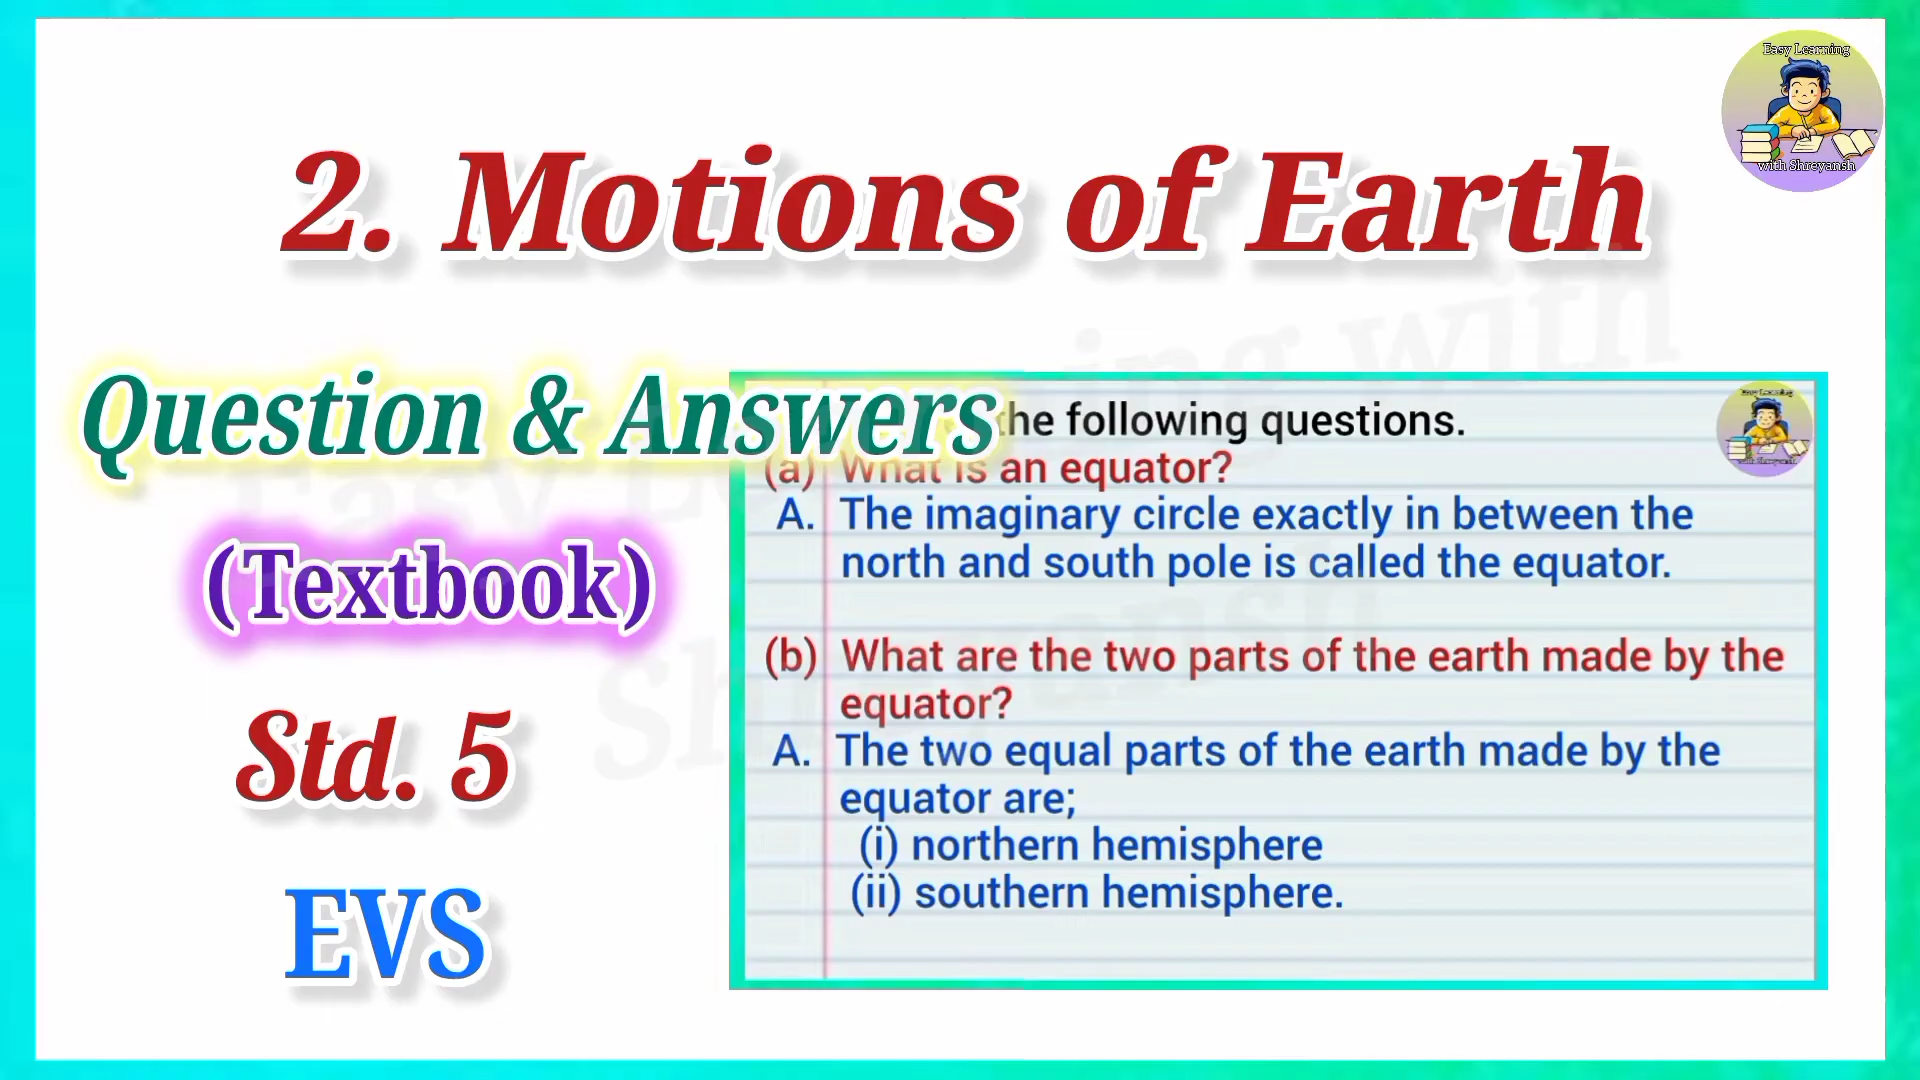 Easy Learning
with Shreyansh
2. Motions of Earth
Question & Answers
(Textbook)
Std. 5
EVS
the following questions.
(a) What is an equator?
A. The imaginary circle exactly in between the
north and south pole is called the equator.
(b) What are the two parts of the earth made by the
equator?
A. The two equal parts of the earth made by the
equator are;
(i) northern hemisphere
(ii) southern hemisphere.